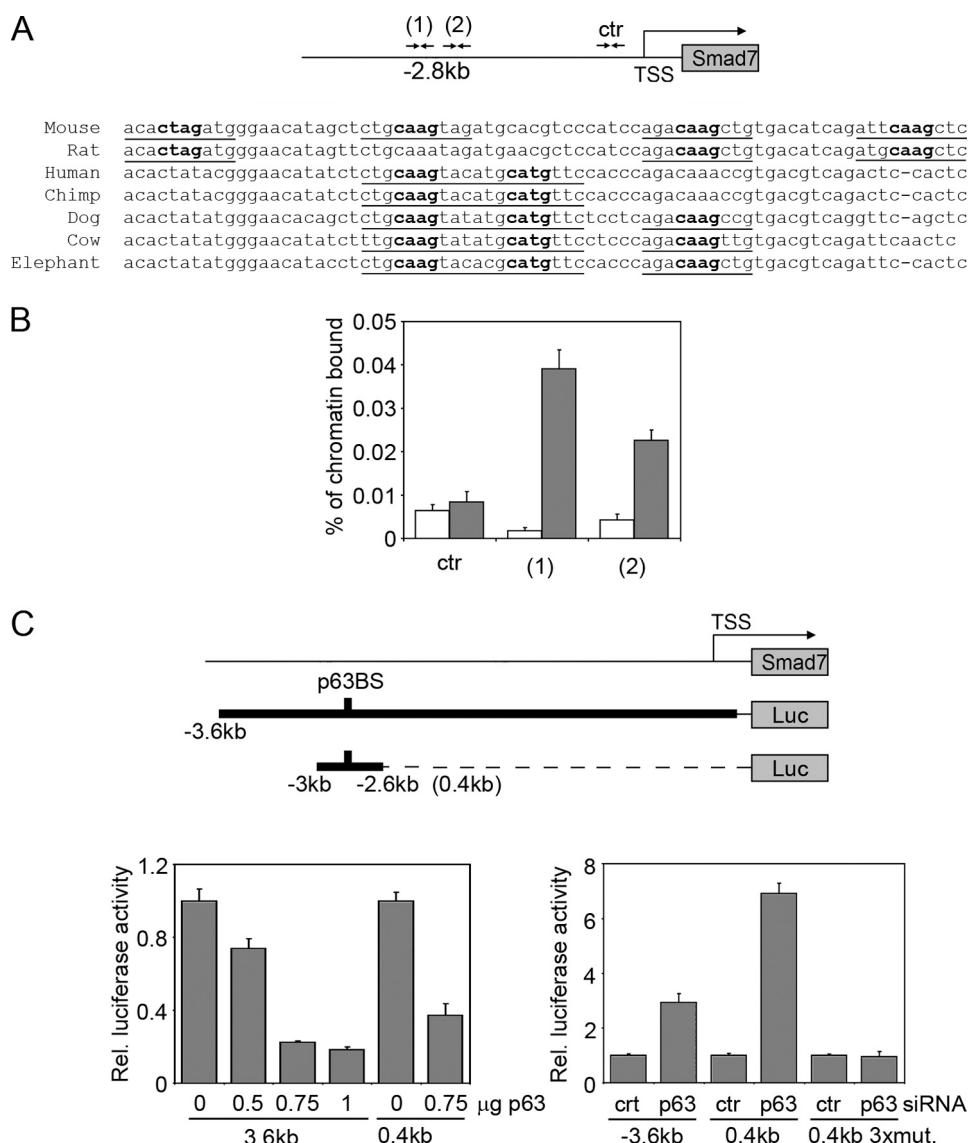 A
(1) (2) ctr
-2.8kb TSS Smad7
Mouse acactagatgggaacatagctctgcaagtagatgcacgtcccatccagacaagctgtgacatcagattcaagctc
Rat acactagatgggaacatagttctgcaaatagatgaacgctccatccagacaagctgtgacatcagatgcaagctc
Human acactatacgggaacatatctctgcaagtacatgcatgttccacccagacaaaccgtgacgtcagactc-cactc
Chimp acactatacgggaacatatctctgcaagtacatgcatgttccacccagacaaaccgtgacgtcagactc-cactc
Dog acactatatgggaacatagctctgcaagtatatgcatgttctcctcagacaagccgtgacgtcaggttc-agctc
Cow acactatatgggaacatatctttgcaagtatatgcatgttcctcccagacaagttgtgacgtcagattcaactc
Elephant acactatatgggaacatacctctgcaagtacacgcatgttccacccagacaagctgtgacgtcagattc-cactc
B
% of chromatin bound
0.05
0.04
0.03
0.02
0.01
0
ctr (1) (2)
C
TSS
Smad7
p63BS
-3.6kb Luc
-3kb -2.6kb (0.4kb) Luc
Rel. luciferase activity
1.2
0.8
0.4
0
0 0.5 0.75 1 0 0.75 µg p63
3.6kb 0.4kb
Rel. luciferase activity
8
6
4
2
0
crt p63 ctr p63 ctr p63 siRNA
-3.6kb 0.4kb 0.4kb 3xmut.